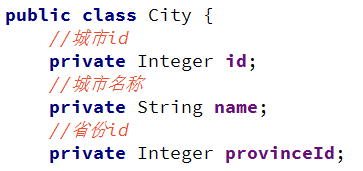 public class City {
//城市id
private Integer id;
//城市名称
private String name;
//省份id
private Integer provinceId;